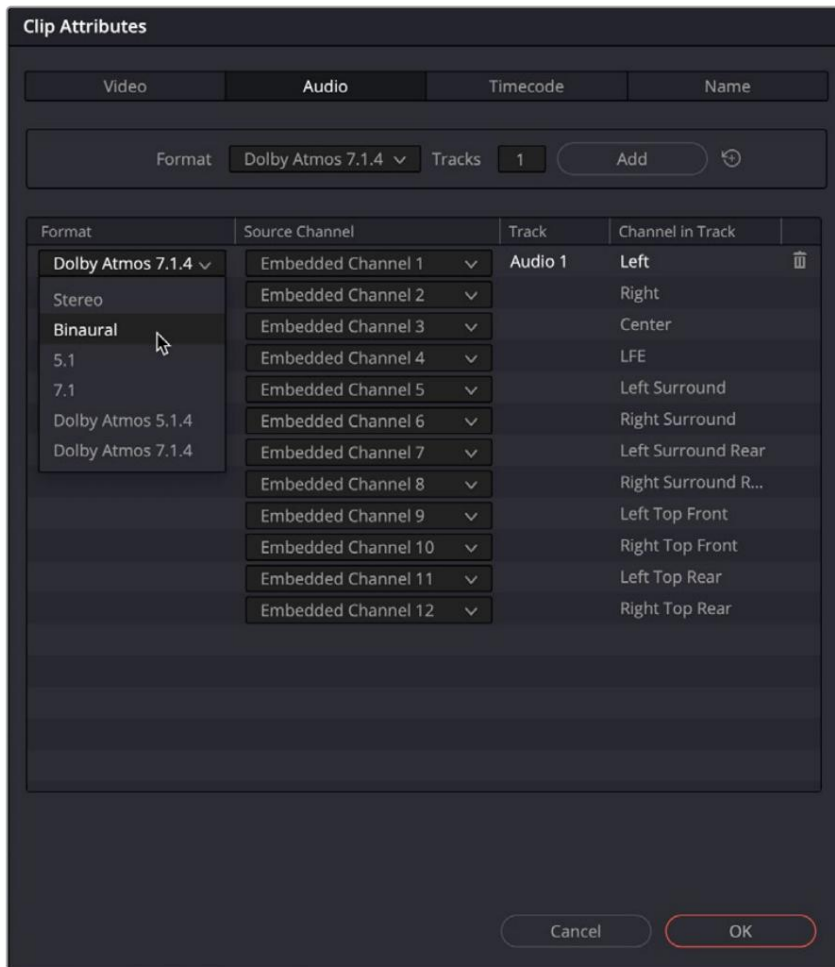 Clip Attributes
Video Audio Timecode Name
Format Dolby Atmos 7.1.4 Tracks 1 Add
Format Source Channel Track Channel in Track
Dolby Atmos 7.1.4 Embedded Channel 1 Audio 1 Left
Stereo Embedded Channel 2 Right
Binaural Embedded Channel 3 Center
5.1 Embedded Channel 4 LFE
7.1 Embedded Channel 5 Left Surround
Dolby Atmos 5.1.4 Embedded Channel 6 Right Surround
Dolby Atmos 7.1.4 Embedded Channel 7 Left Surround Rear
Embedded Channel 8 Right Surround R...
Embedded Channel 9 Left Top Front
Embedded Channel 10 Right Top Front
Embedded Channel 11 Left Top Rear
Embedded Channel 12 Right Top Rear
Cancel OK